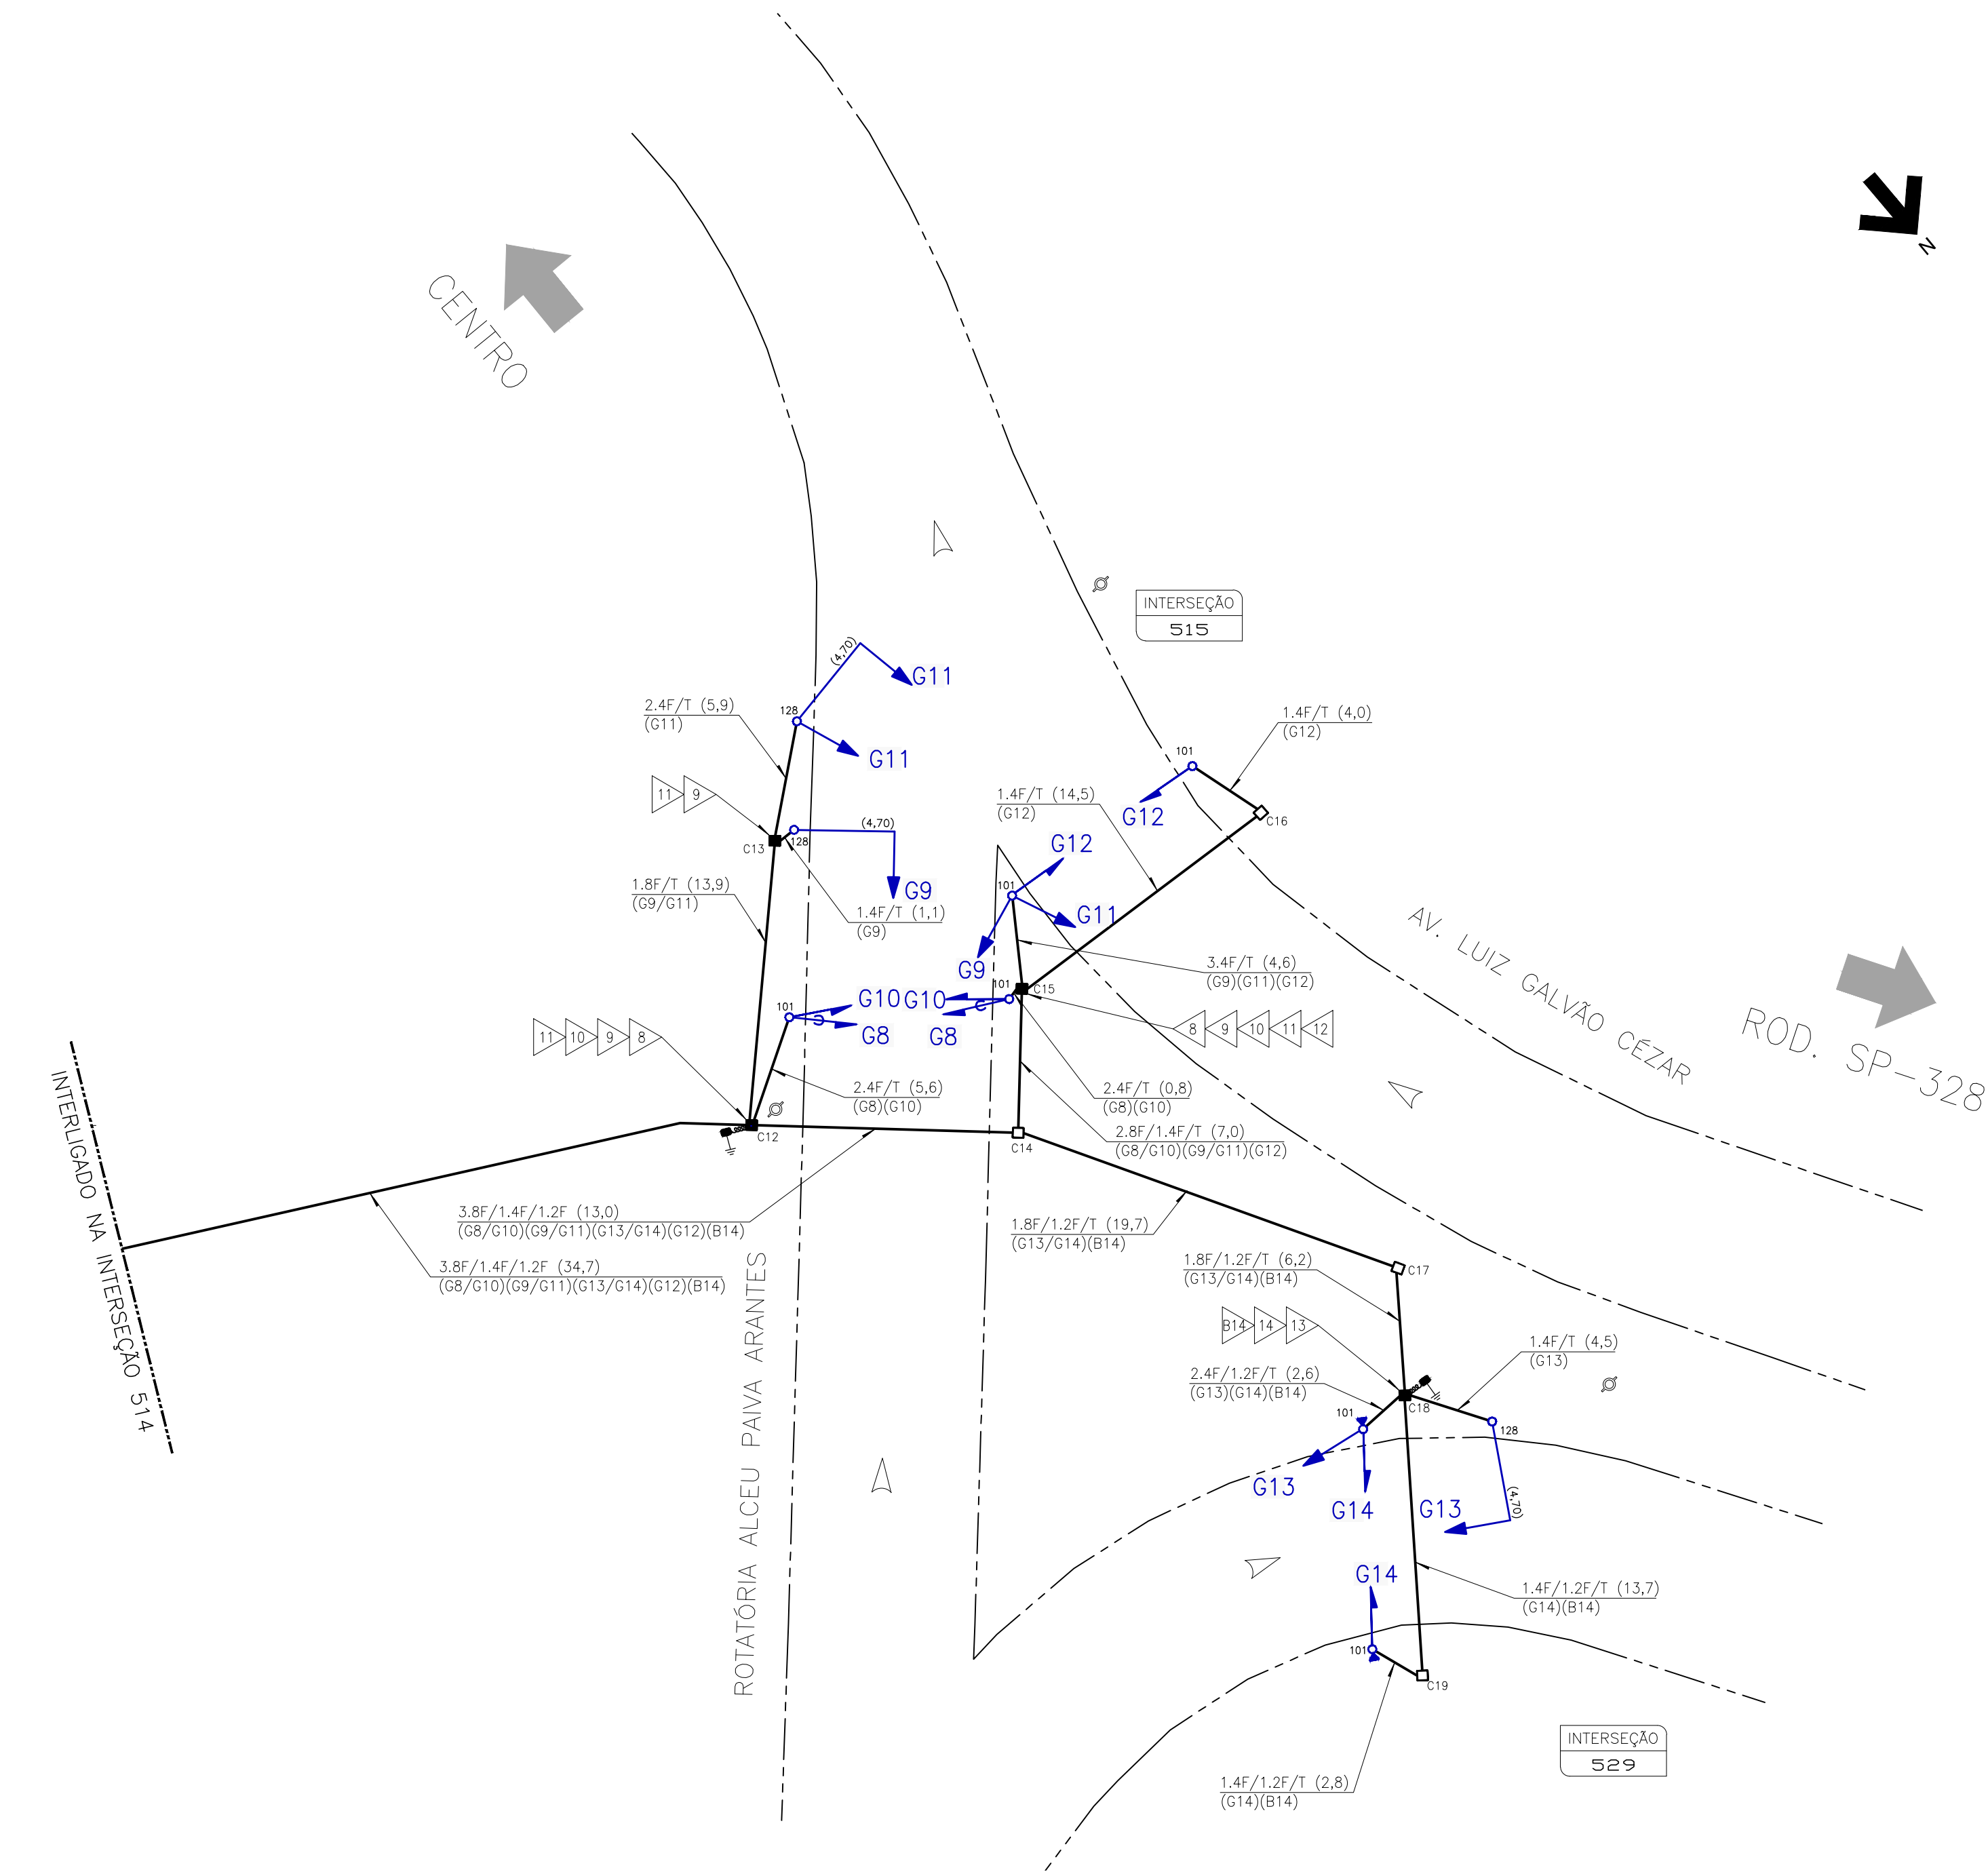 N
CENTRO
INTERSEÇÃO
515
(4,70)
G11
2.4F/T (5,9)
(G11)
128
G11
1.4F/T (4,0)
(G12)
101
G12
C16
11 9
1.4F/T (14,5)
(G12)
C13
128
(4,70)
G9
G12
1.8F/T (13,9)
(G9/G11)
1.4F/T (1,1)
(G9)
101
G11
G9
3.4F/T (4,6)
(G9)(G11)(G12)
AV. LUIZ GALVÃO CÉZAR
ROD. SP-328
101
G10
G8
101
G10
G8
C15
8 9 10 11 12
11 10 9 8
2.4F/T (5,6)
(G8)(G10)
2.4F/T (0,8)
(G8)(G10)
2.8F/1.4F/T (7,0)
(G8/G10)(G9/G11)(G12)
C12
C14
INTERLIGADO NA INTERSEÇÃO 514
3.8F/1.4F/1.2F (13,0)
(G8/G10)(G9/G11)(G13/G14)(G12)(B14)
3.8F/1.4F/1.2F (34,7)
(G8/G10)(G9/G11)(G13/G14)(G12)(B14)
1.8F/1.2F/T (19,7)
(G13/G14)(B14)
ROTATÓRIA ALCEU PAIVA ARANTES
1.8F/1.2F/T (6,2)
(G13/G14)(B14)
C17
B14 14 13
1.4F/T (4,5)
(G13)
2.4F/1.2F/T (2,6)
(G13)(G14)(B14)
C18
101
128
G13
G14
G13
(4,70)
G14
1.4F/1.2F/T (13,7)
(G14)(B14)
101
C19
INTERSEÇÃO
529
1.4F/1.2F/T (2,8)
(G14)(B14)